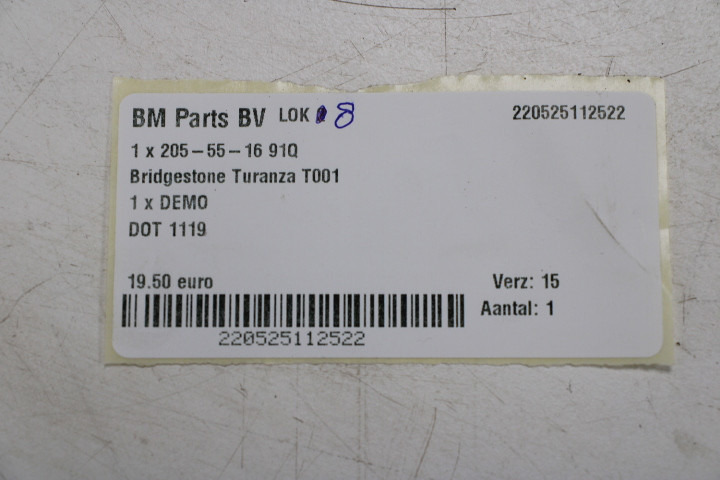 BM Parts BV LOK 8 220525112522
1 x 205-55-16 91Q
Bridgestone Turanza T001
1 x DEMO
DOT 1119
19.50 euro Verz: 15
Aantal: 1
220525112522